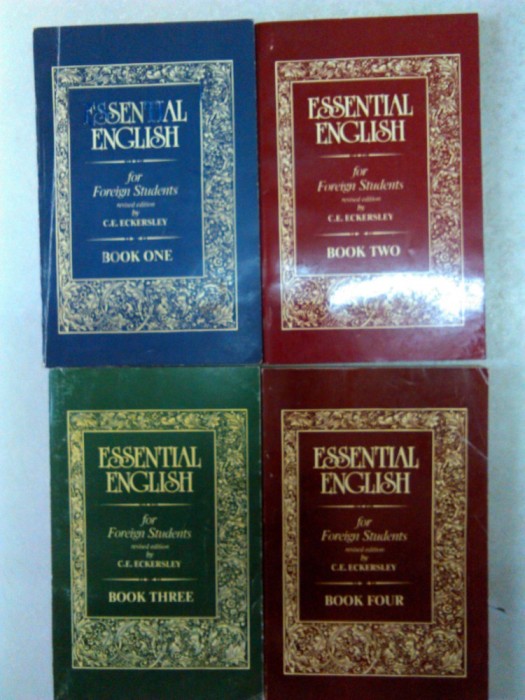 ESSENTIAL
ENGLISH
for
Foreign Students
revised edition
by
C.E. ECKERSLEY
BOOK ONE
ESSENTIAL
ENGLISH
for
Foreign Students
revised edition
by
C.E. ECKERSLEY
BOOK TWO
ESSENTIAL
ENGLISH
for
Foreign Students
revised edition
by
C.E. ECKERSLEY
BOOK THREE
ESSENTIAL
ENGLISH
for
Foreign Students
revised edition
by
C.E. ECKERSLEY
BOOK FOUR